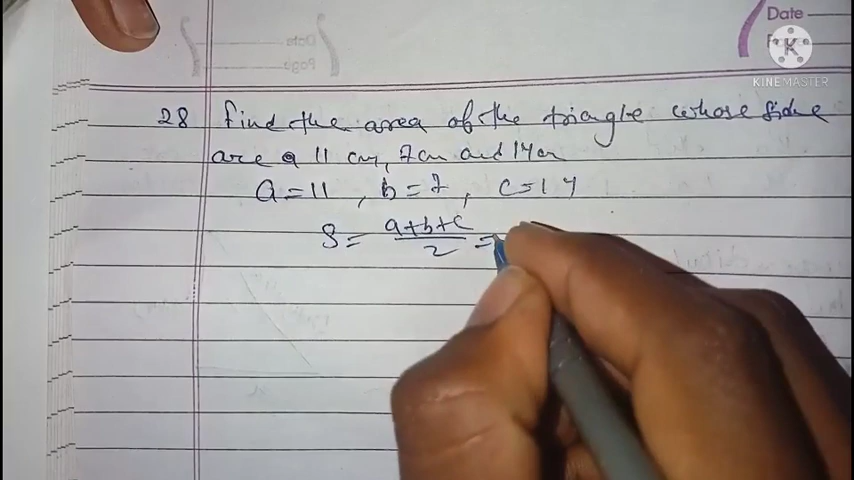 Date
KINEMASTER
28 find the area of the triangle whose side
are 11 cm, 7cm and 14cm
a=11 , b=7 , c=14
S= a+b+c/2 =